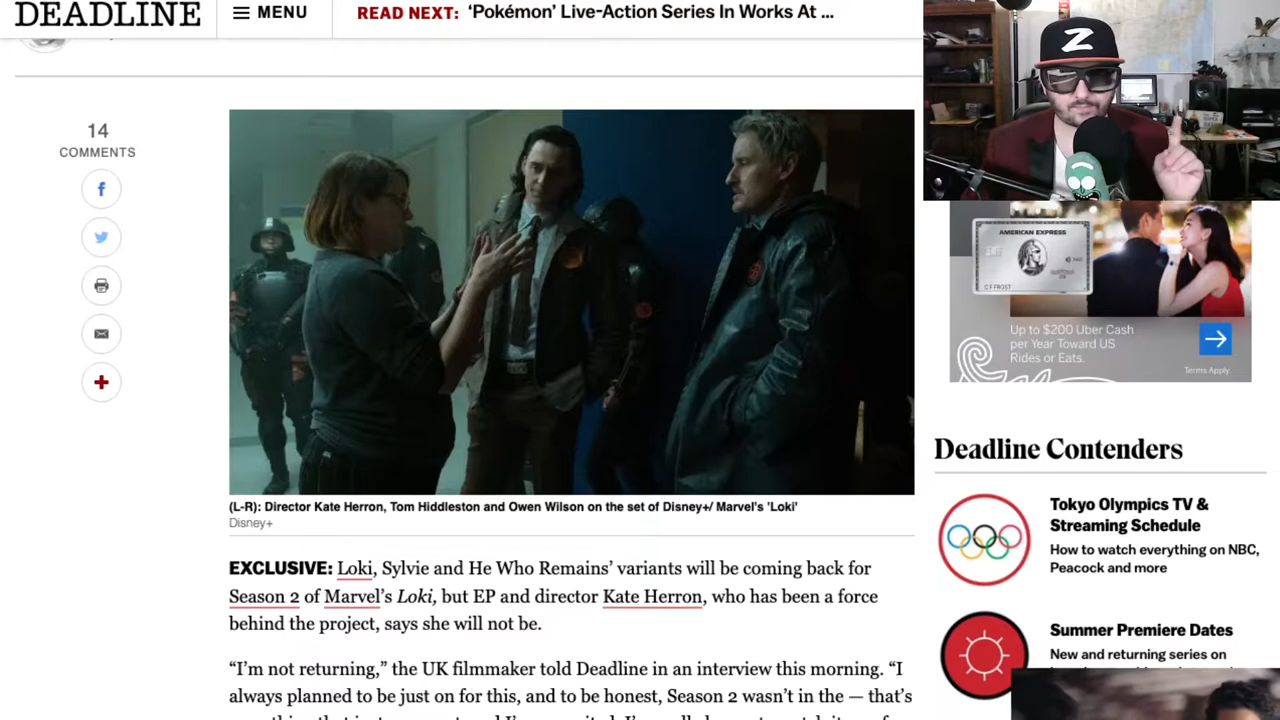 DEADLINE
MENU
READ NEXT: ‘Pokémon’ Live-Action Series In Works At ...
14
COMMENTS
(L-R): Director Kate Herron, Tom Hiddleston and Owen Wilson on the set of Disney+/ Marvel's 'Loki'
Disney+
EXCLUSIVE: Loki, Sylvie and He Who Remains’ variants will be coming back for
Season 2 of Marvel’s Loki, but EP and director Kate Herron, who has been a force
behind the project, says she will not be.
“I’m not returning,” the UK filmmaker told Deadline in an interview this morning. “I
always planned to be just on for this, and to be honest, Season 2 wasn’t in the — that’s
Z
AMERICAN EXPRESS
C F FROST
Up to $200 Uber Cash
per Year Toward US
Rides or Eats.
Terms Apply
Deadline Contenders
Tokyo Olympics TV &
Streaming Schedule
How to watch everything on NBC,
Peacock and more
Summer Premiere Dates
New and returning series on